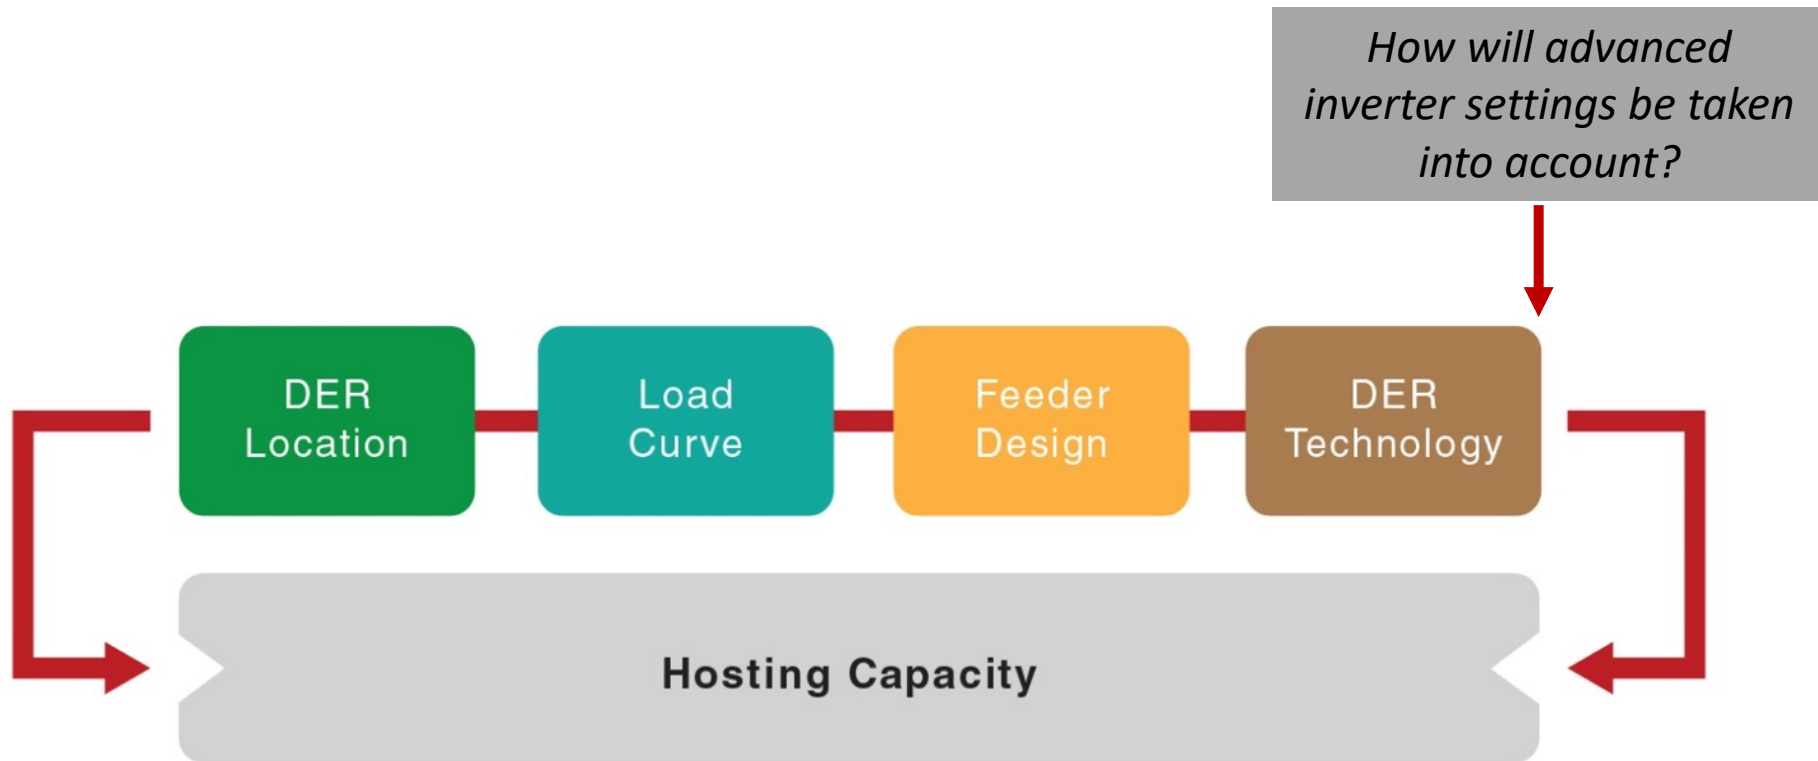 How will advanced
inverter settings be taken
into account?
DER
Location
Load
Curve
Feeder
Design
DER
Technology
Hosting Capacity